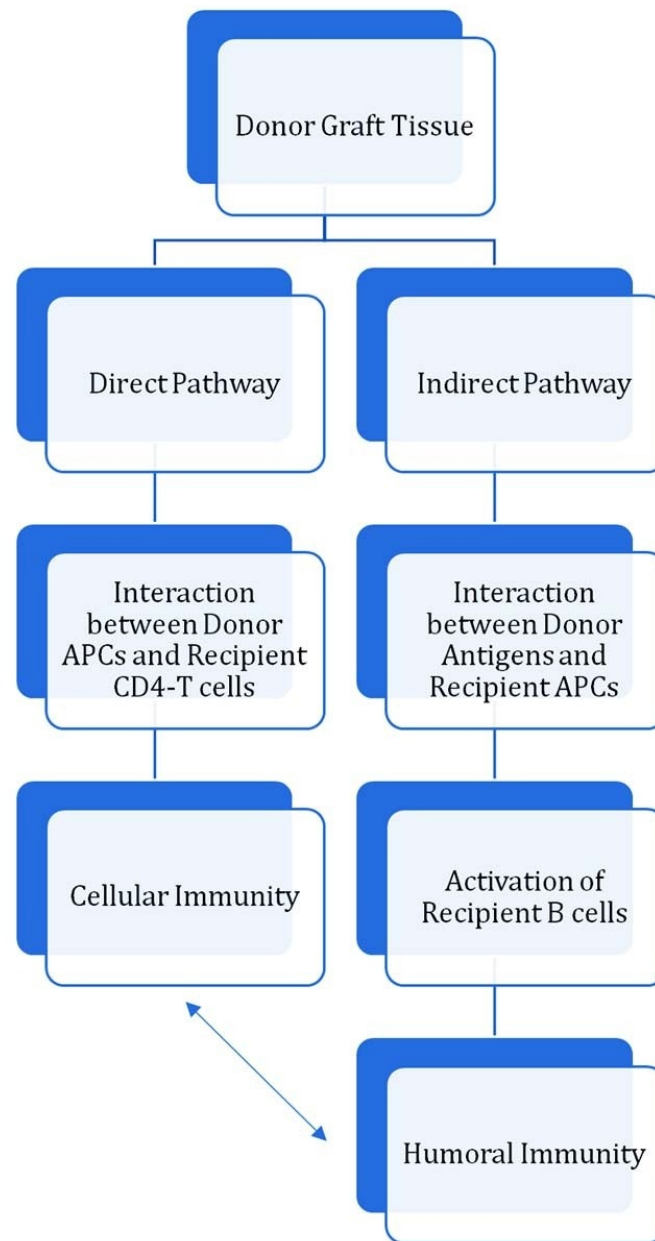 Donor Graft Tissue
Direct Pathway
Indirect Pathway
Interaction
between Donor
APCs and Recipient
CD4-T cells
Interaction
between Donor
Antigens and
Recipient APCs
Cellular Immunity
Activation of
Recipient B cells
Humoral Immunity